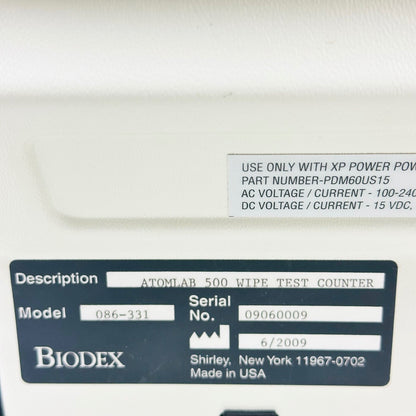 USE ONLY WITH XP POWER
PART NUMBER-PDM60US15
AC VOLTAGE / CURRENT - 100-240
DC VOLTAGE / CURRENT - 15 VDC,
Description ATOMLAB 500 WIPE TEST COUNTER
Model 086-331 Serial No. 09060009
6/2009
BIODEX Shirley, New York 11967-0702
Made in USA